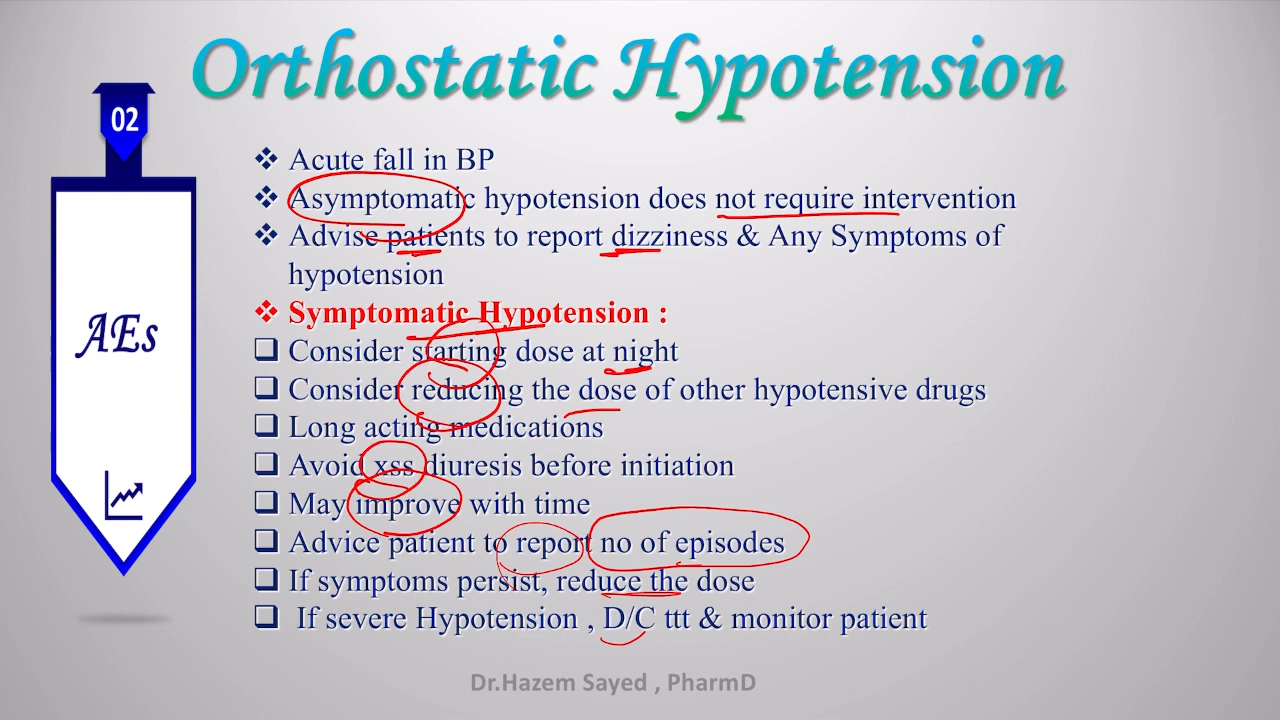 Orthostatic Hypotension
02
AEs
Acute fall in BP
Asymptomatic hypotension does not require intervention
Advise patients to report dizziness & Any Symptoms of
hypotension
Symptomatic Hypotension :
Consider starting dose at night
Consider reducing the dose of other hypotensive drugs
Long acting medications
Avoid xss diuresis before initiation
May improve with time
Advice patient to report no of episodes
If symptoms persist, reduce the dose
If severe Hypotension , D/C ttt & monitor patient
Dr.Hazem Sayed , PharmD